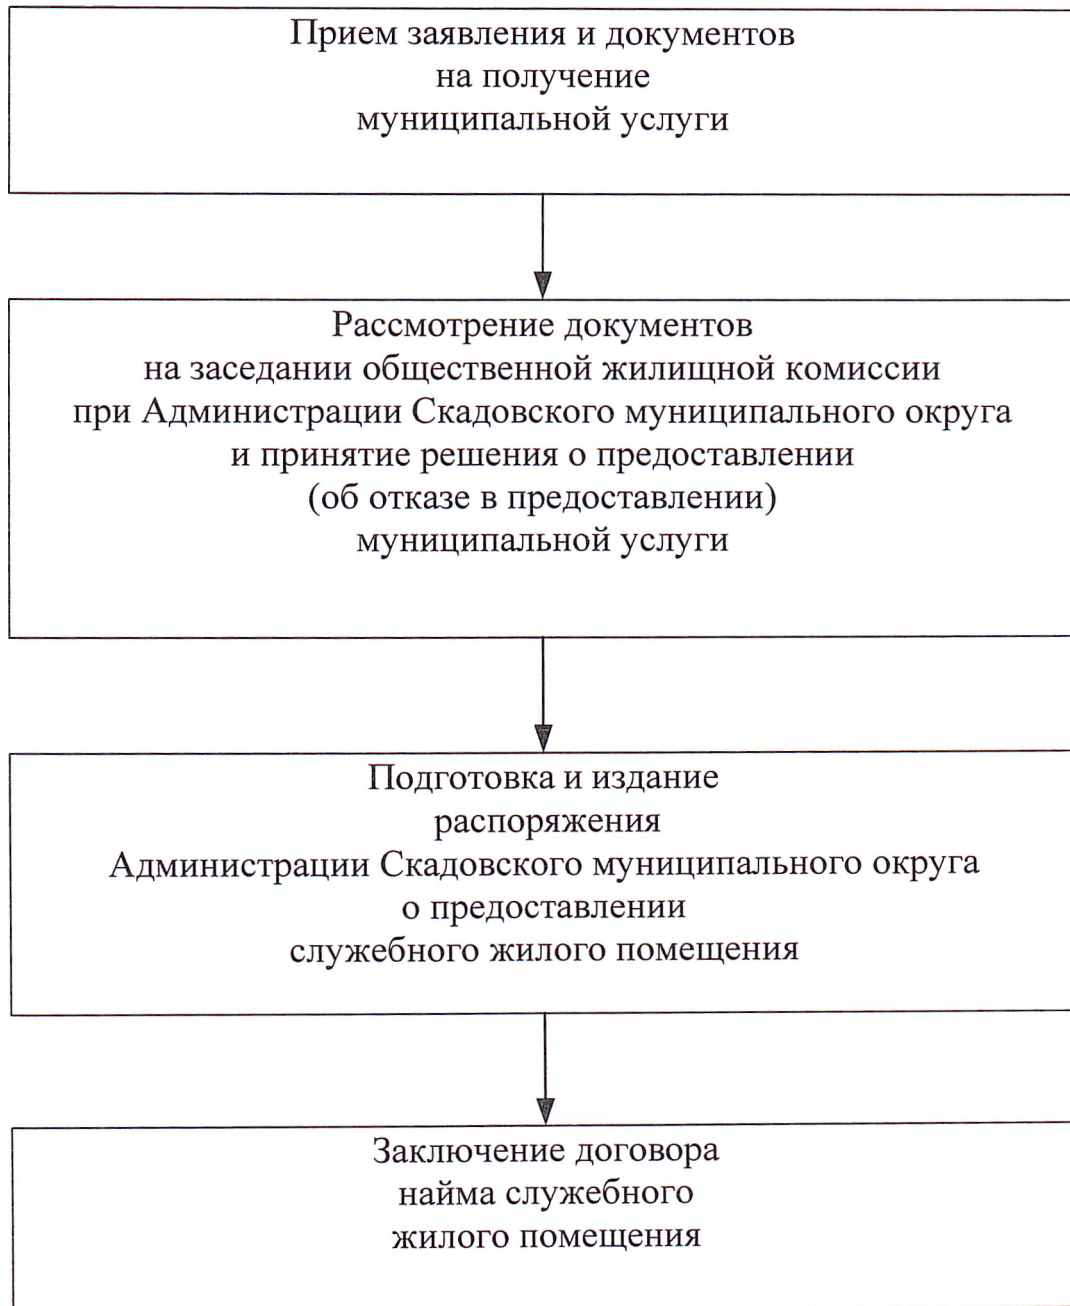 Прием заявления и документов
на получение
муниципальной услуги
Рассмотрение документов
на заседании общественной жилищной комиссии
при Администрации Скадовского муниципального округа
и принятие решения о предоставлении
(об отказе в предоставлении)
муниципальной услуги
Подготовка и издание
распоряжения
Администрации Скадовского муниципального округа
о предоставлении
служебного жилого помещения
Заключение договора
найма служебного
жилого помещения